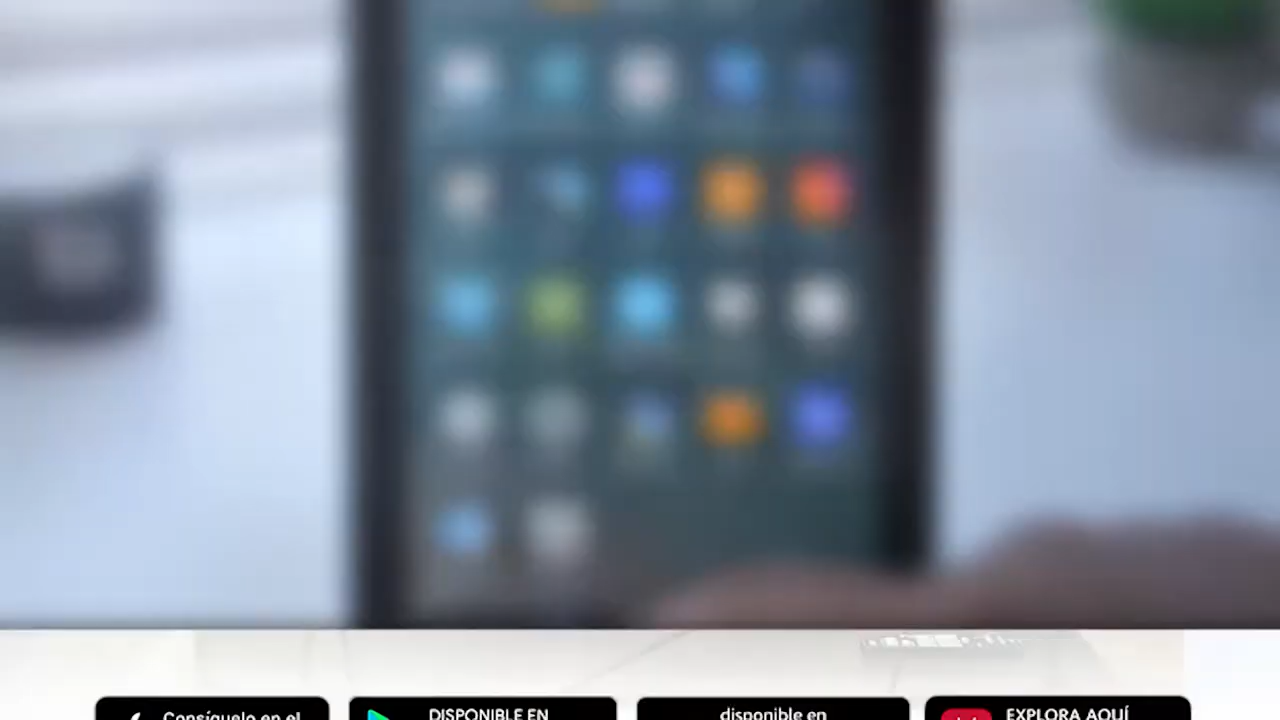 Consíguelo en el
DISPONIBLE EN
disponible en
EXPLORA AQUÍ